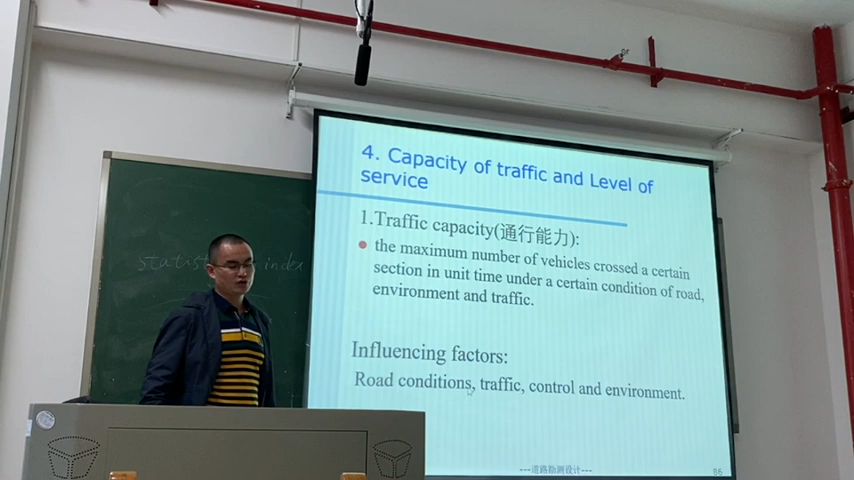 4. Capacity of traffic and Level of
service
1.Traffic capacity(通行能力):
the maximum number of vehicles crossed a certain
section in unit time under a certain condition of road,
environment and traffic.
Influencing factors:
Road conditions, traffic, control and environment.
---道路勘测设计---
86
index